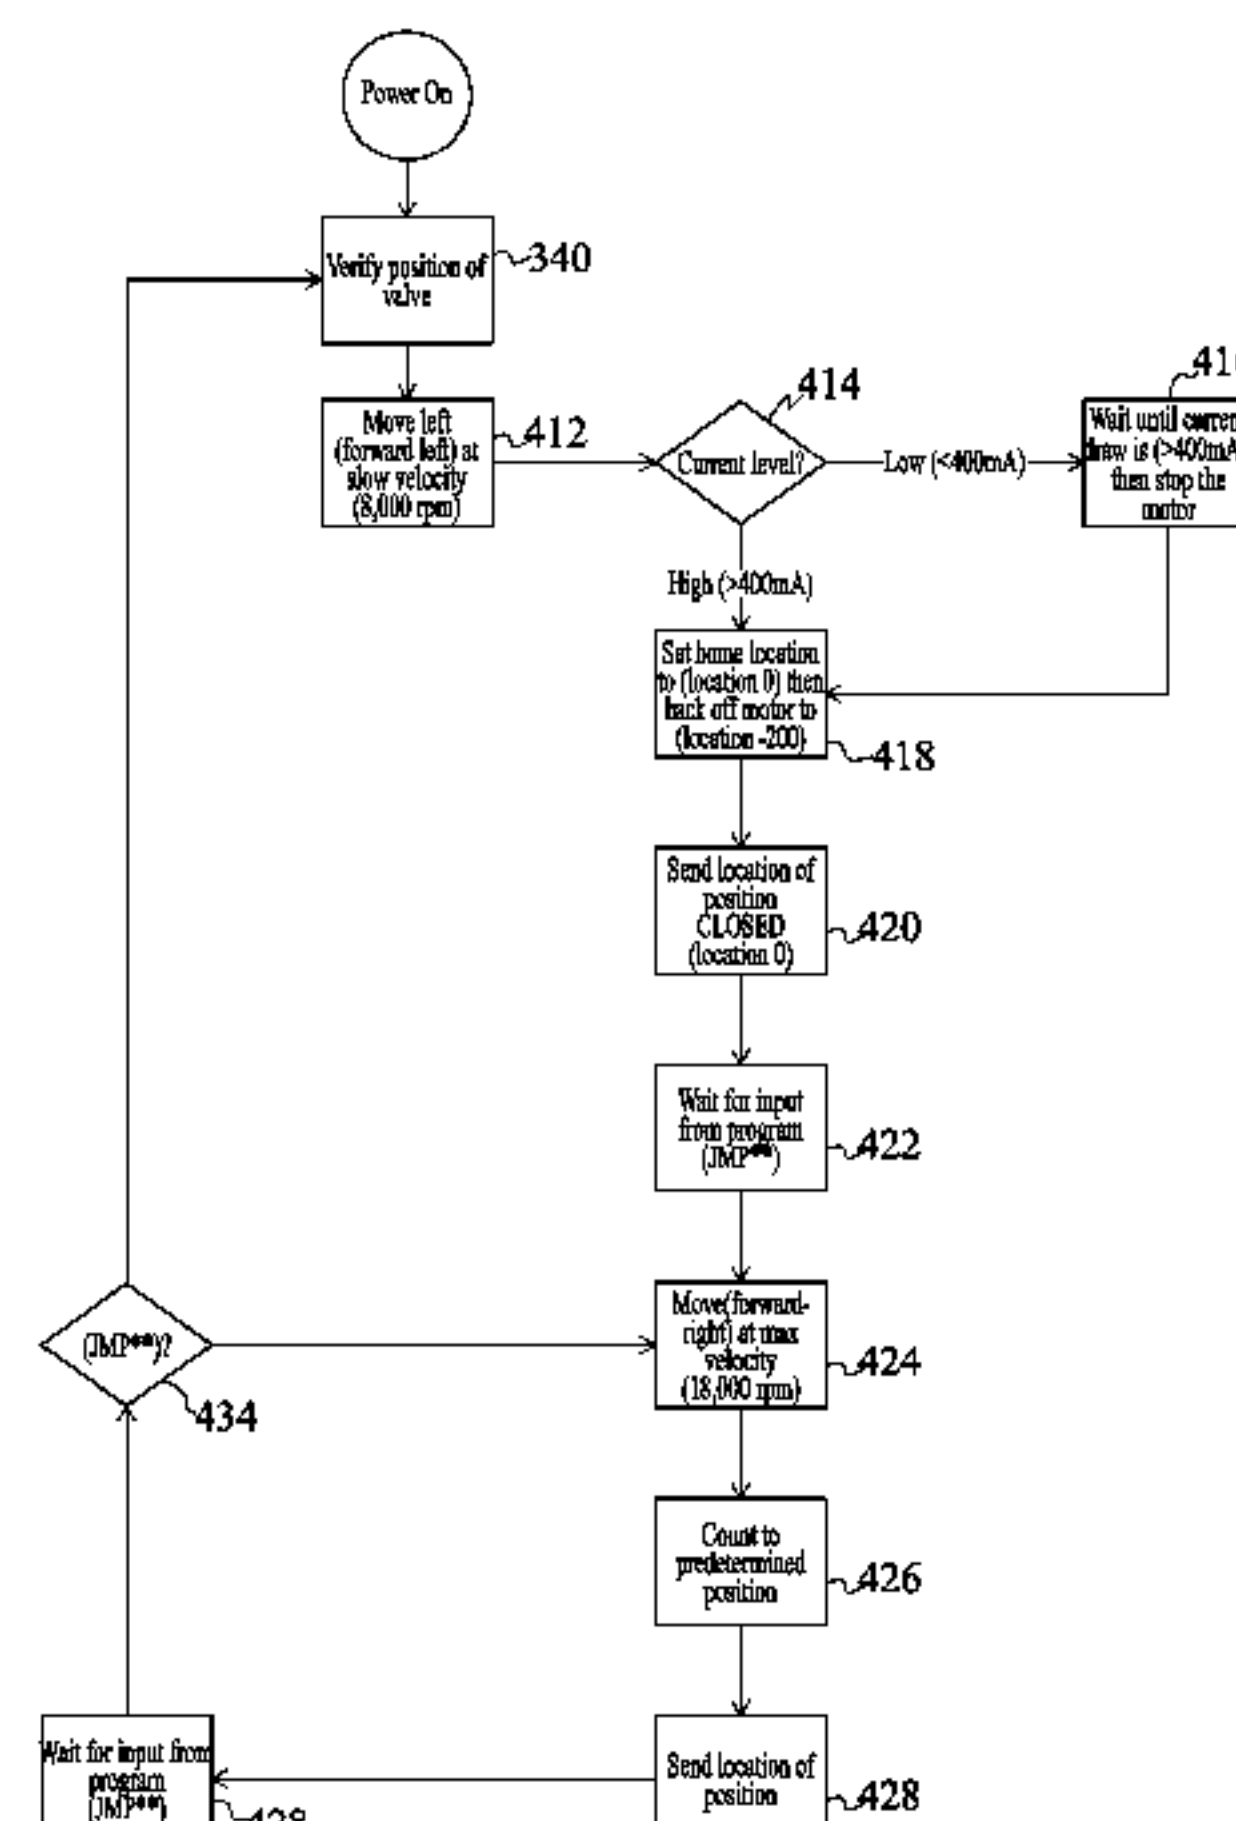 Power On
Verify position of
valve
340
Move left
(forward left) at
slow velocity
(8,000 rpm)
412
414
Current level?
Low (<400mA)
Wait until
draw is (>400mA
then stop the
motor
High (>400mA)
Set home location
to (location 0) then
back off motor to
(location -200)
418
Send location of
position
CLOSED
(location 0)
420
Wait for input
from program
(JMP**)
422
(JMP**)?
434
Move(forward-
right) at max
velocity
(18,000 rpm)
424
Count to
predetermined
position
426
Send location of
position
428
Wait for input from
program
(JMP**)